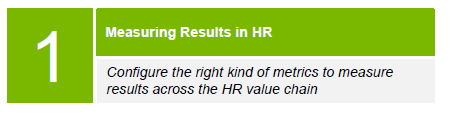 1
Measuring Results in HR
Configure the right kind of metrics to measure
results across the HR value chain